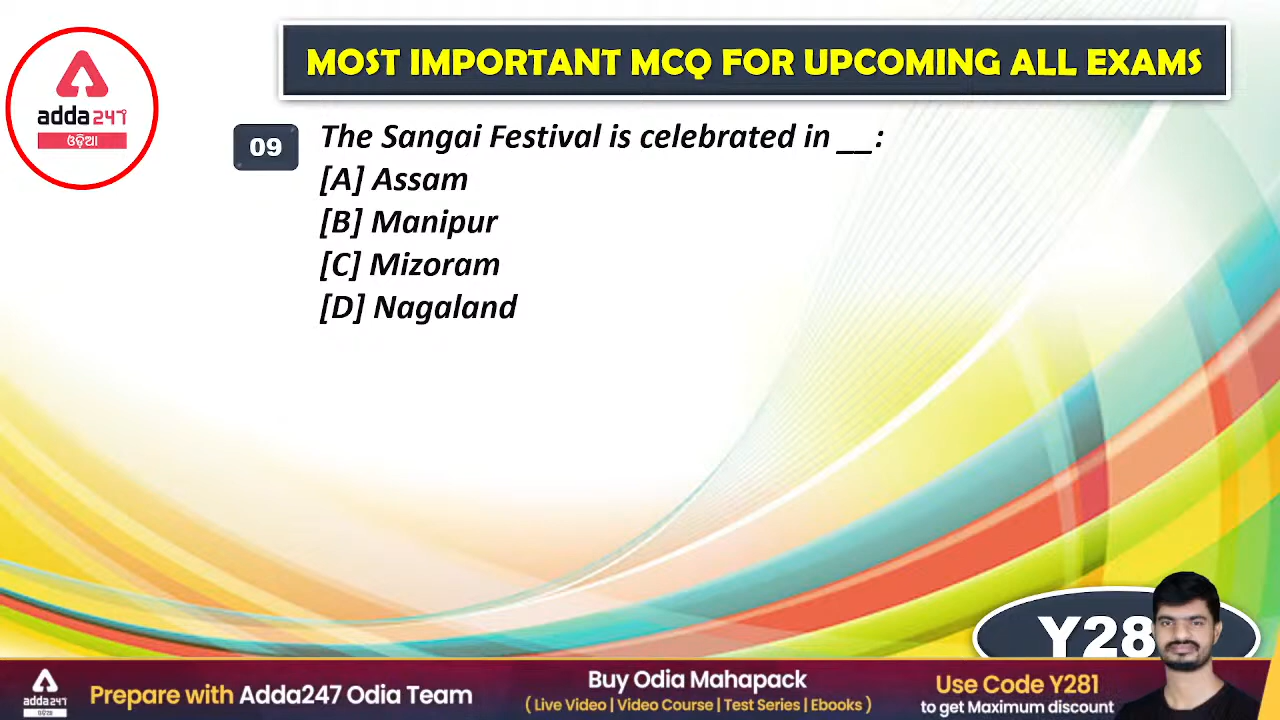 MOST IMPORTANT MCQ FOR UPCOMING ALL EXAMS
adda247
ଓଡ଼ିଆ
09
The Sangai Festival is celebrated in __:
[A] Assam
[B] Manipur
[C] Mizoram
[D] Nagaland
Y28
adda247
ଓଡ଼ିଆ
Prepare with Adda247 Odia Team
Buy Odia Mahapack
( Live Video | Video Course | Test Series | Ebooks )
Use Code Y281
to get Maximum discount